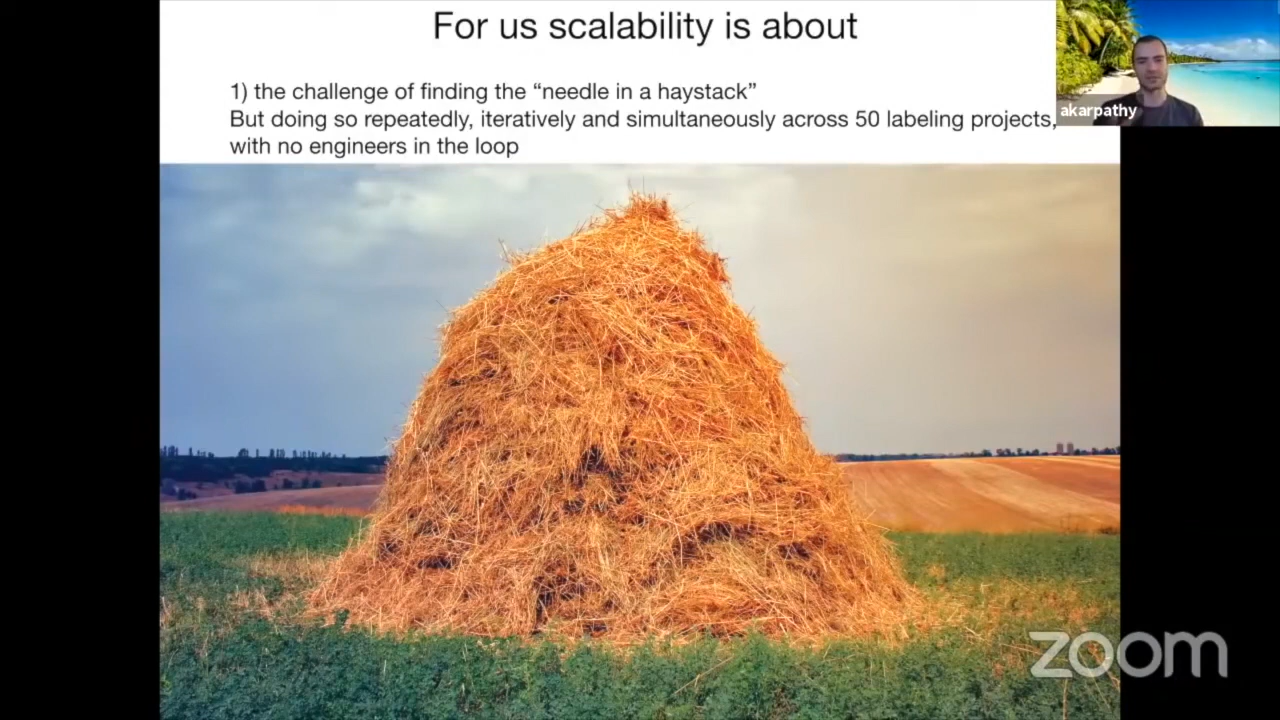 For us scalability is about
1) the challenge of finding the “needle in a haystack”
But doing so repeatedly, iteratively and simultaneously across 50 labeling projects,
with no engineers in the loop
akarpathy
zoom